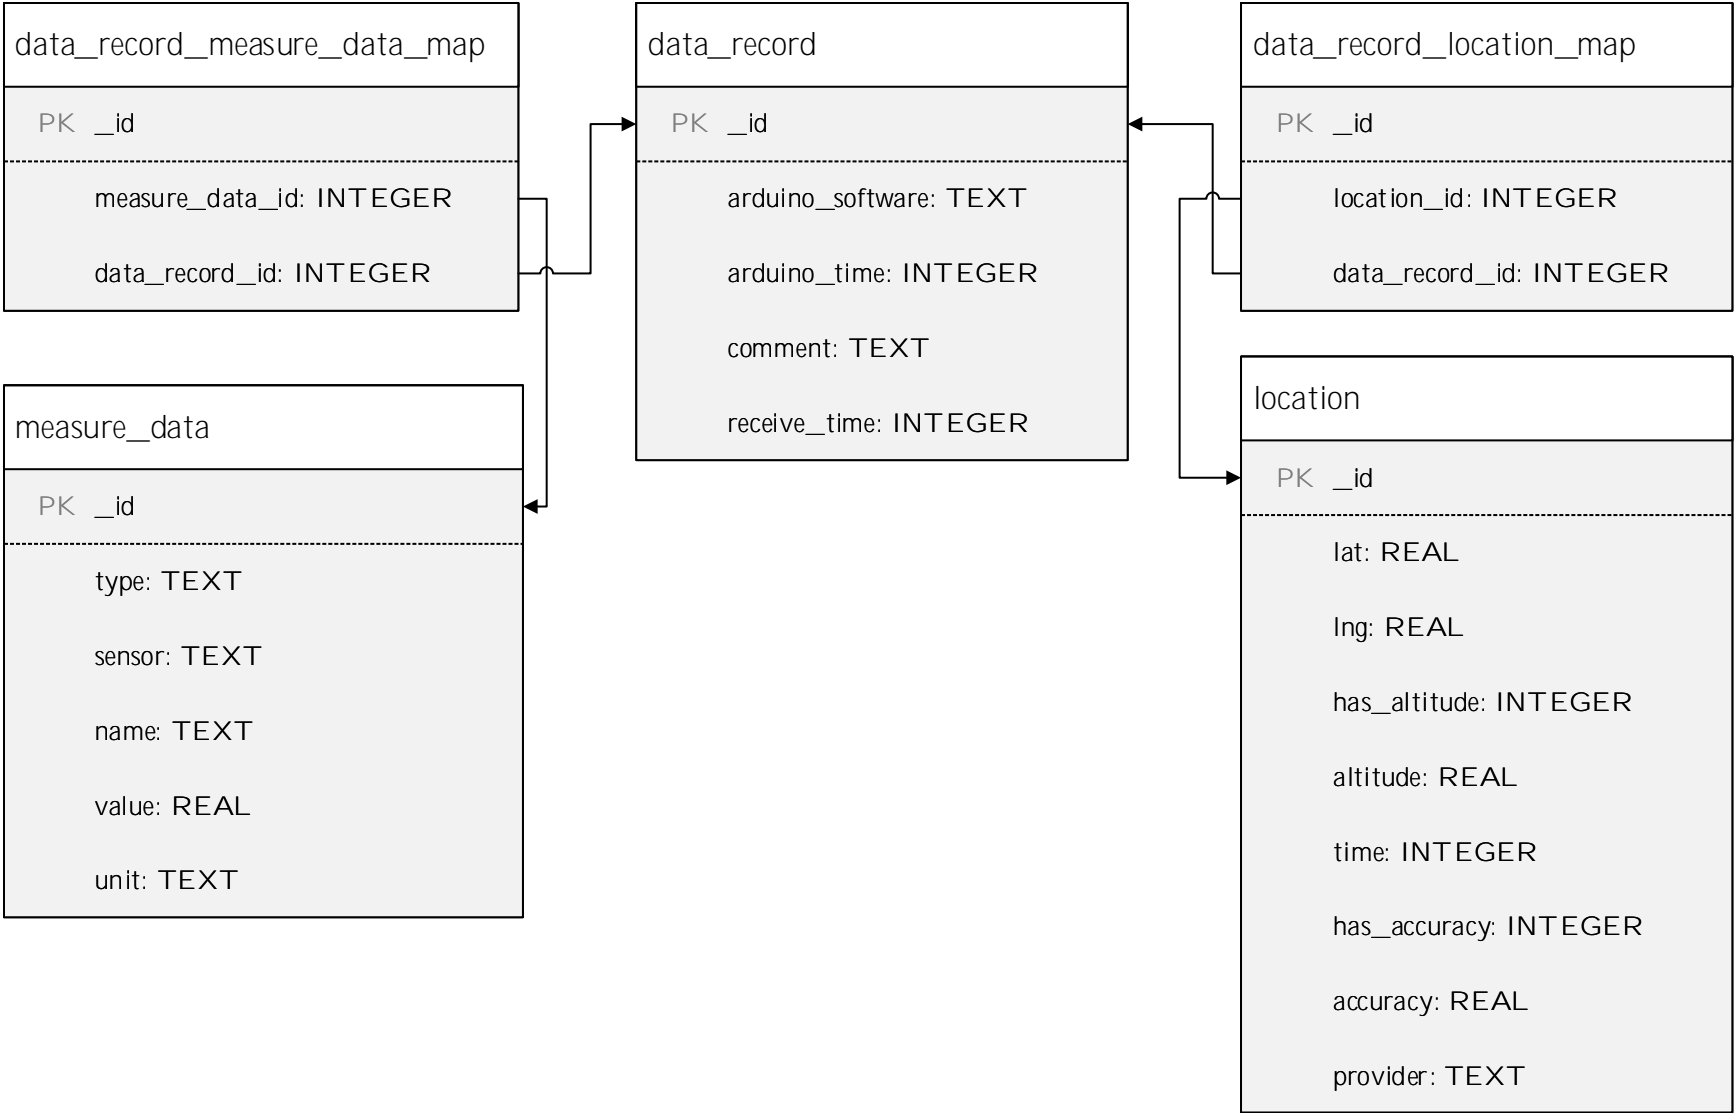 data_record_measure_data_map
PK _id
measure_data_id: INTEGER
data_record_id: INTEGER
measure_data
PK _id
type: TEXT
sensor: TEXT
name: TEXT
value: REAL
unit: TEXT
data_record
PK _id
arduino_software: TEXT
arduino_time: INTEGER
comment: TEXT
receive_time: INTEGER
data_record_location_map
PK _id
location_id: INTEGER
data_record_id: INTEGER
location
PK _id
lat: REAL
lng: REAL
has_altitude: INTEGER
altitude: REAL
time: INTEGER
has_accuracy: INTEGER
accuracy: REAL
provider: TEXT